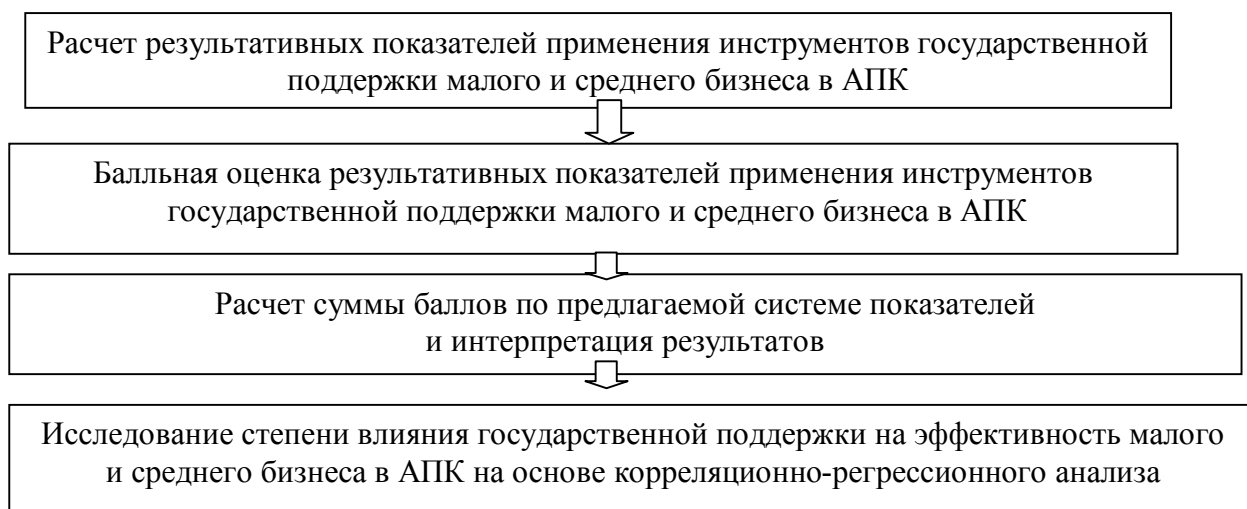 Расчет результативных показателей применения инструментов государственной
поддержки малого и среднего бизнеса в АПК
Балльная оценка результативных показателей применения инструментов
государственной поддержки малого и среднего бизнеса в АПК
Расчет суммы баллов по предлагаемой системе показателей
и интерпретация результатов
Исследование степени влияния государственной поддержки на эффективность малого
и среднего бизнеса в АПК на основе корреляционно-регрессионного анализа